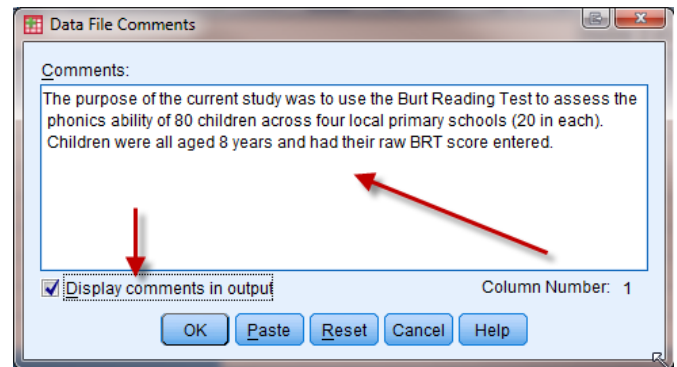 Data File Comments
Comments:
The purpose of the current study was to use the Burt Reading Test to assess the
phonics ability of 80 children across four local primary schools (20 in each).
Children were all aged 8 years and had their raw BRT score entered.
Display comments in output
Column Number: 1
OK Paste Reset Cancel Help